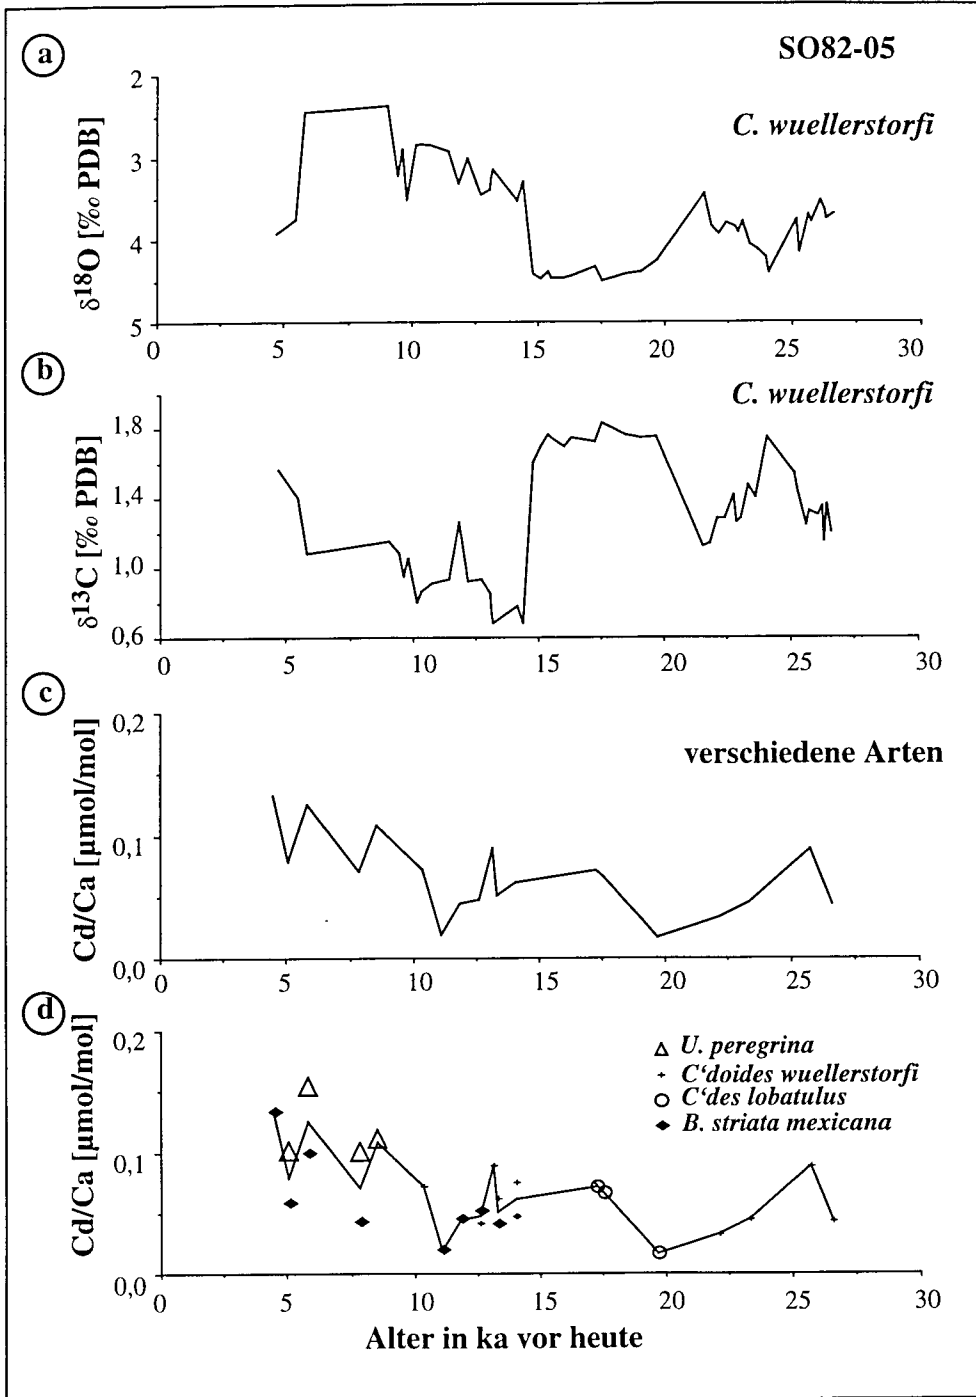 a
SO82-05
C. wuellerstorfi
δ18O [‰ PDB]
2
3
4
5
0 5 10 15 20 25 30
b
C. wuellerstorfi
δ13C [‰ PDB]
1,8
1,4
1,0
0,6
0 5 10 15 20 25 30
c
verschiedene Arten
Cd/Ca [µmol/mol]
0,2
0,1
0,0
0 5 10 15 20 25 30
d
Cd/Ca [µmol/mol]
0,2
0,1
0,0
U. peregrina
C‘doides wuellerstorfi
C‘des lobatulus
B. striata mexicana
0 5 10 15 20 25 30
Alter in ka vor heute